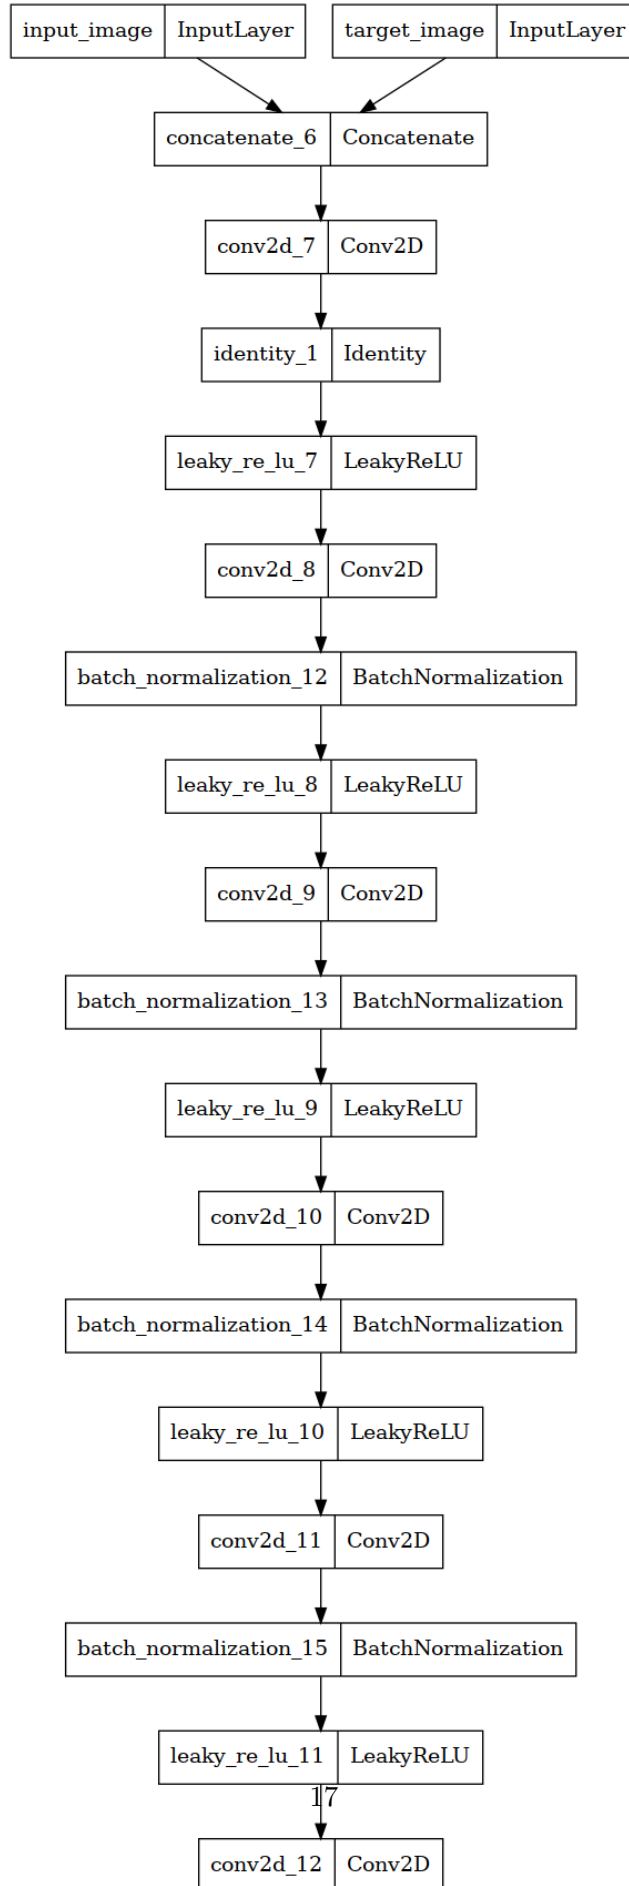 input_image InputLayer target_image InputLayer
concatenate_6 Concatenate
conv2d_7 Conv2D
identity_1 Identity
leaky_re_lu_7 LeakyReLU
conv2d_8 Conv2D
batch_normalization_12 BatchNormalization
leaky_re_lu_8 LeakyReLU
conv2d_9 Conv2D
batch_normalization_13 BatchNormalization
leaky_re_lu_9 LeakyReLU
conv2d_10 Conv2D
batch_normalization_14 BatchNormalization
leaky_re_lu_10 LeakyReLU
conv2d_11 Conv2D
batch_normalization_15 BatchNormalization
leaky_re_lu_11 LeakyReLU
17
conv2d_12 Conv2D